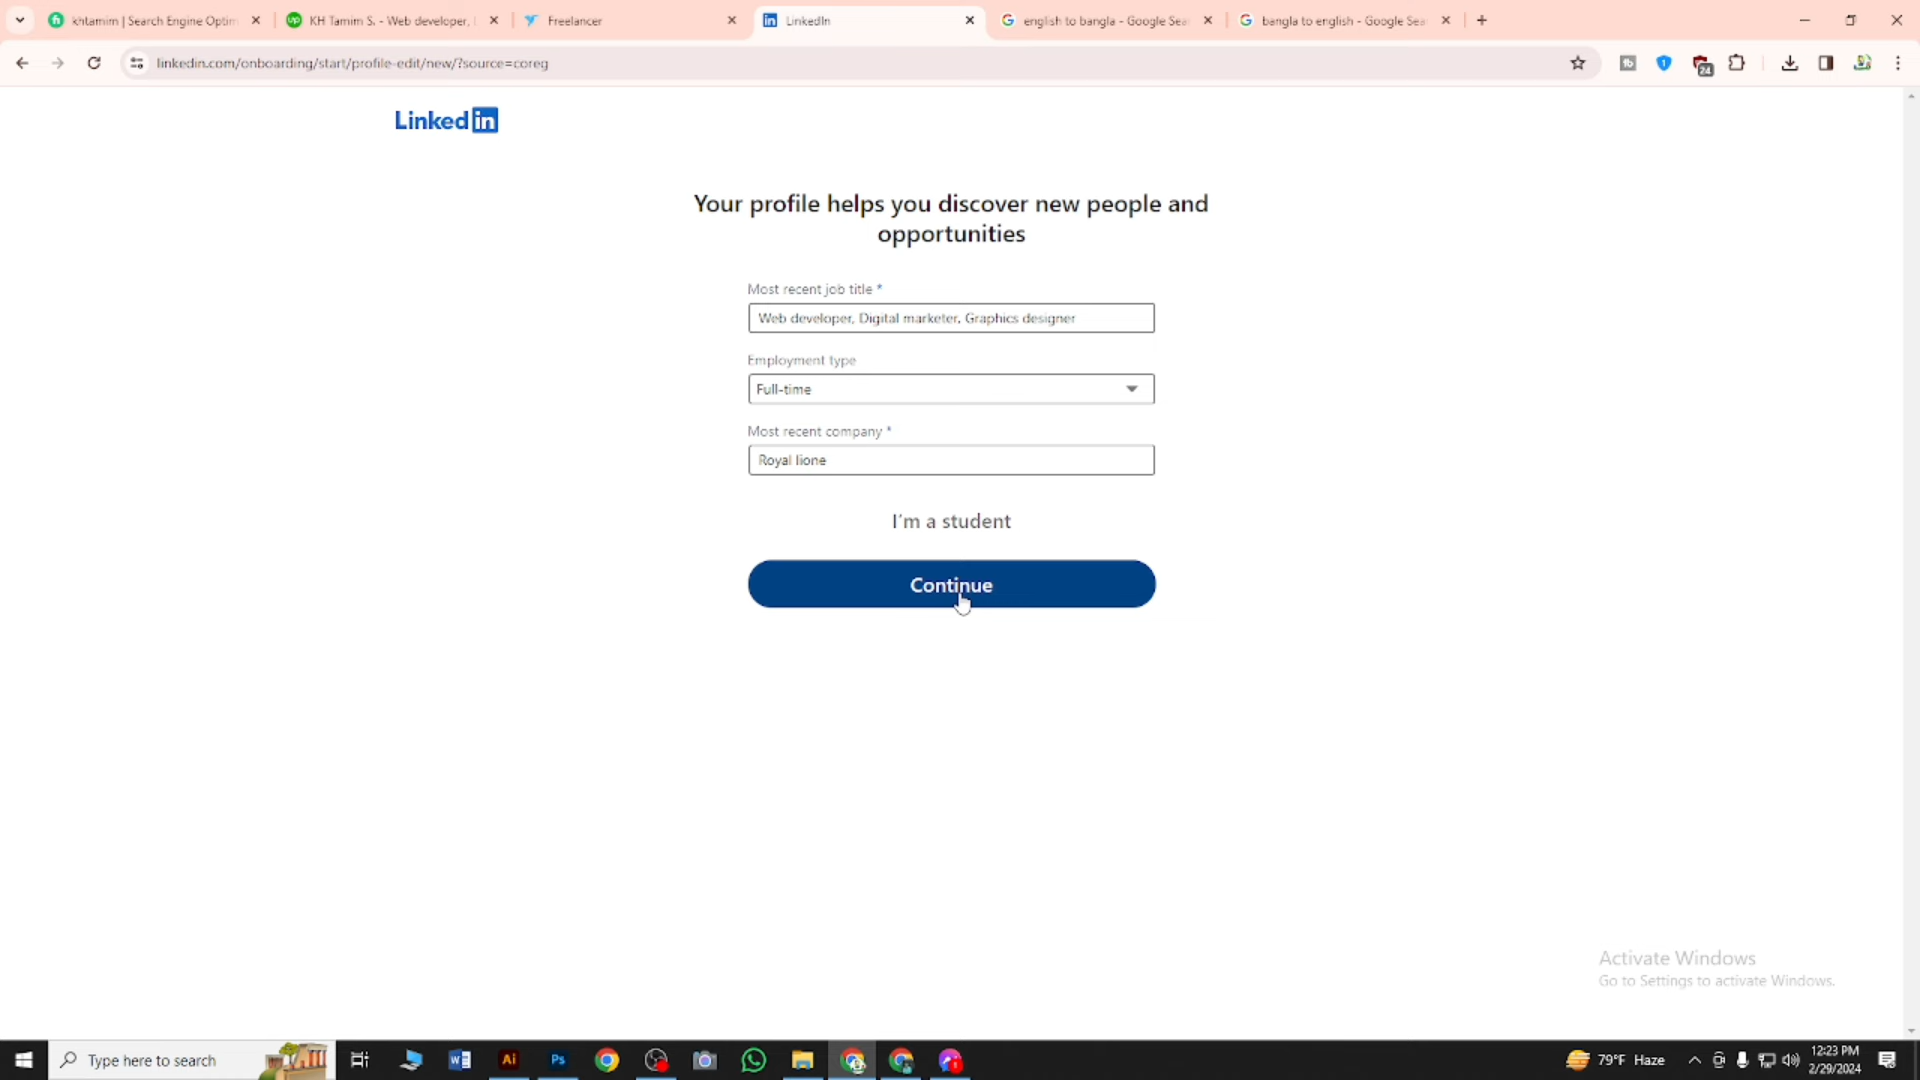 khtamim | Search Engine Optim
KH Tamim S. - Web developer,
Freelancer
LinkedIn
english to bangla - Google Sea
bangla to english - Google Sea
linkedin.com/onboarding/start/profile-edit/new/?source=coreg
24
Linked in
Your profile helps you discover new people and
opportunities
Most recent job title *
Web developer, Digital marketer, Graphics designer
Employment type
Full-time
Most recent company *
Royal lione
I'm a student
Continue
Activate Windows
Go to Settings to activate Windows.
Type here to search
Ai
Ps
79°F Haze
12:23 PM
2/29/2024